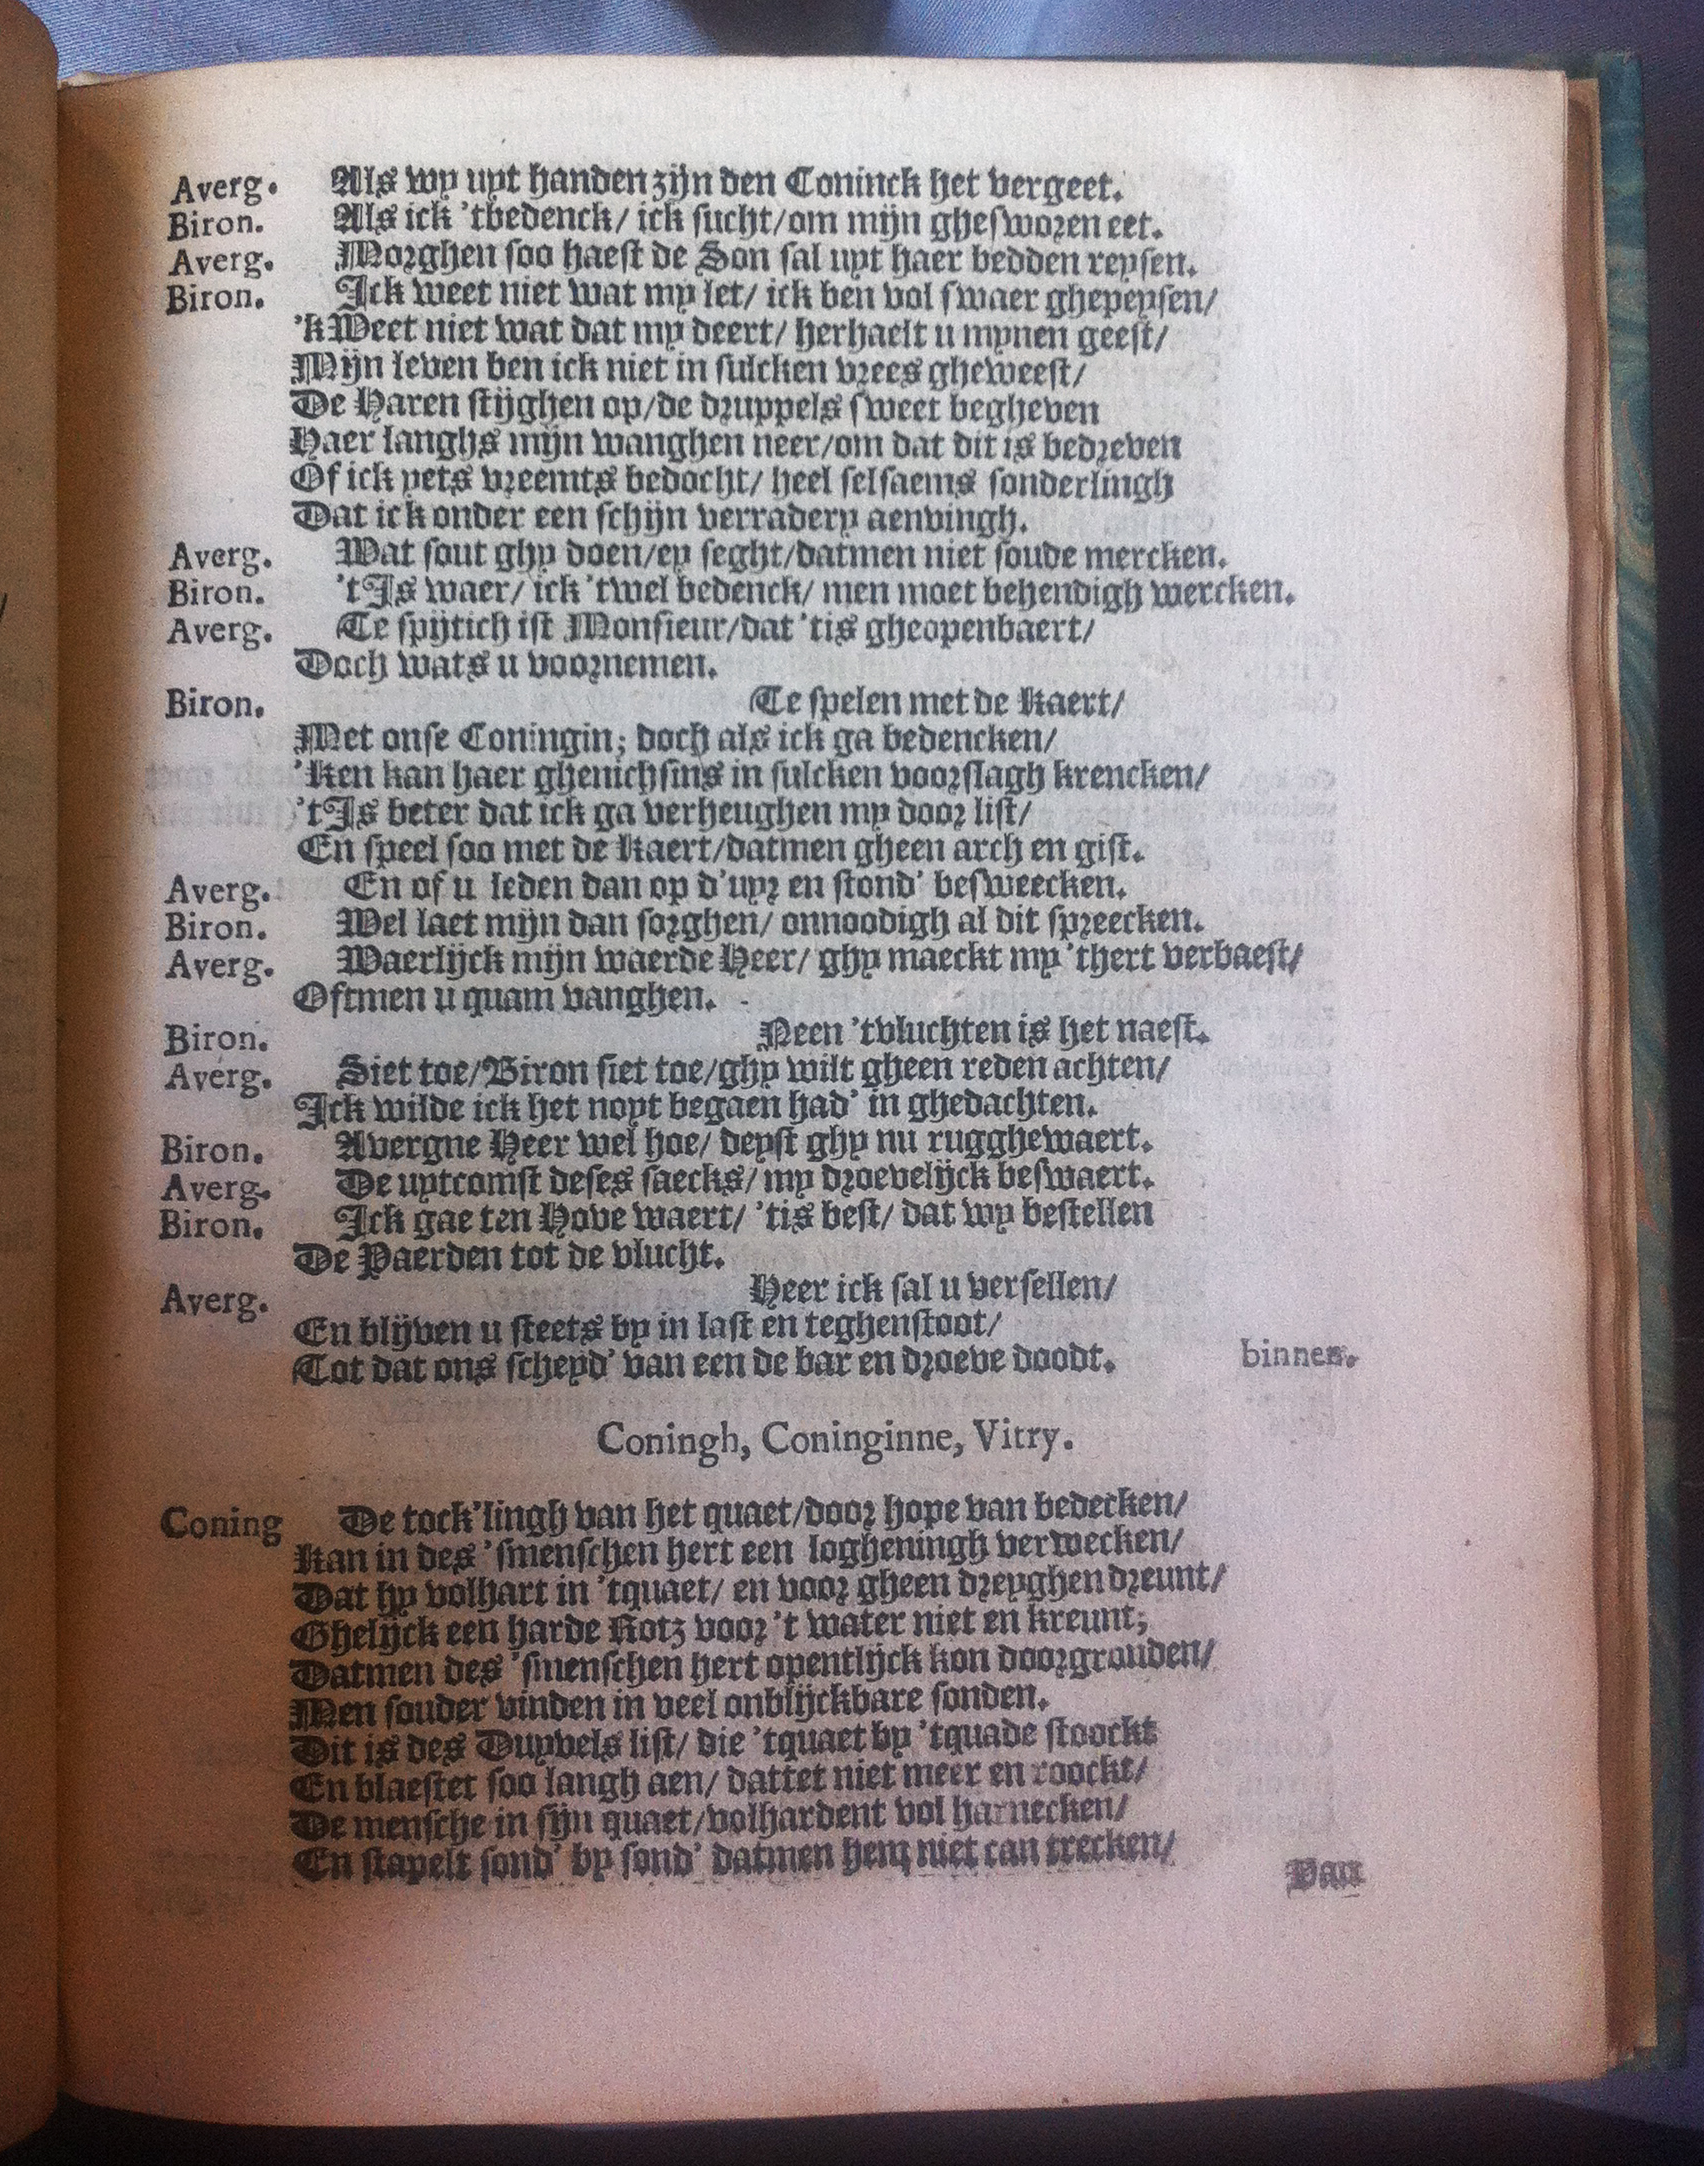 Averg. Als wy uyt handen zijn den Coninck het vergeet.
Biron. Als ick 'tbedenck/ ick sucht/om mijn ghesworen eet.
Averg. Morghen soo haest de Son sal uyt haer bedden reysen.
Biron. Ick weet niet wat my let/ ick ben vol swaer ghepeysen/
'k Weet niet wat dat my deert/ herhaelt u mynen geest/
Mijn leven ben ick niet in sulcken vrees gheweest/
De Haren stijghen op/de druppels sweet begheven
Haer langhs mijn wanghen neer/om dat dit is bedreven
Of ick yets vreemts bedocht/ heel selsaems sonderlingh
Dat ick onder een schijn verradery aenvingh.
Averg. Wat sout ghy doen/ey seght/datmen niet soude mercken.
Biron. 't Is waer/ ick 'twel bedenck/ men moet behendigh wercken.
Averg. Te spijtich ist Monsieur/dat 'tis gheopenbaert/
Doch wats u voornemen.
Biron. Te spelen met de Kaert/
Met onse Coningin; doch als ick ga bedencken/
'Ken kan haer ghenichsins in sulcken voorslagh krencken/
't Is beter dat ick ga verheughen my door list/
En speel soo met de Kaert/datmen gheen arch en gist.
Averg. En of u leden dan op d'uyr en stond' besweecken.
Biron. Wel laet mijn dan sorghen/ onnoodigh al dit spreecken.
Averg. Waerlijck mijn waerde Heer/ ghy maeckt my 'thert verbaest/
Oftmen u quam vanghen.
Biron. Neen 'tvluchten is het naest.
Averg. Siet toe/Biron siet toe/ghy wilt gheen reden achten/
Ick wilde ick het noyt begaen had' in ghedachten.
Biron. Avergne Heer wel hoe/ deyst ghy nu rugghewaert.
Averg. De uytcomst deses saecks/ my droevelijck beswaert.
Biron. Ick gae ten Hove waert/ 'tis best/ dat wy bestellen
De Paerden tot de vlucht.
Averg. Heer ick sal u versellen/
En blijven u steets by in last en teghenstoot/
Tot dat ons scheyd' van een de bar en droeve doodt. binnen.
Coningh, Coninginne, Vitry.
Coning De tock'lingh van het quaet/door hope van bedecken/
Kan in des 'smenschen hert een logheningh verwecken/
Dat hy volhart in 'tquaet/ en voor gheen dreyghen dreunt/
Ghelijck een harde Rotz voor 't water niet en kreunt;
Datmen des 'smenschen hert opentlijck kon doorgronden/
Men souder vinden in veel onblijckbare sonden.
Dit is des Duyvels list/ die 'tquaet by 'tquade stoockt
En blaestet soo langh aen/ dattet niet meer en roockt/
De mensche in sijn quaet/volhardent vol harnecken/
En stapelt sond' by sond' datmen hem niet can trecken/
Van